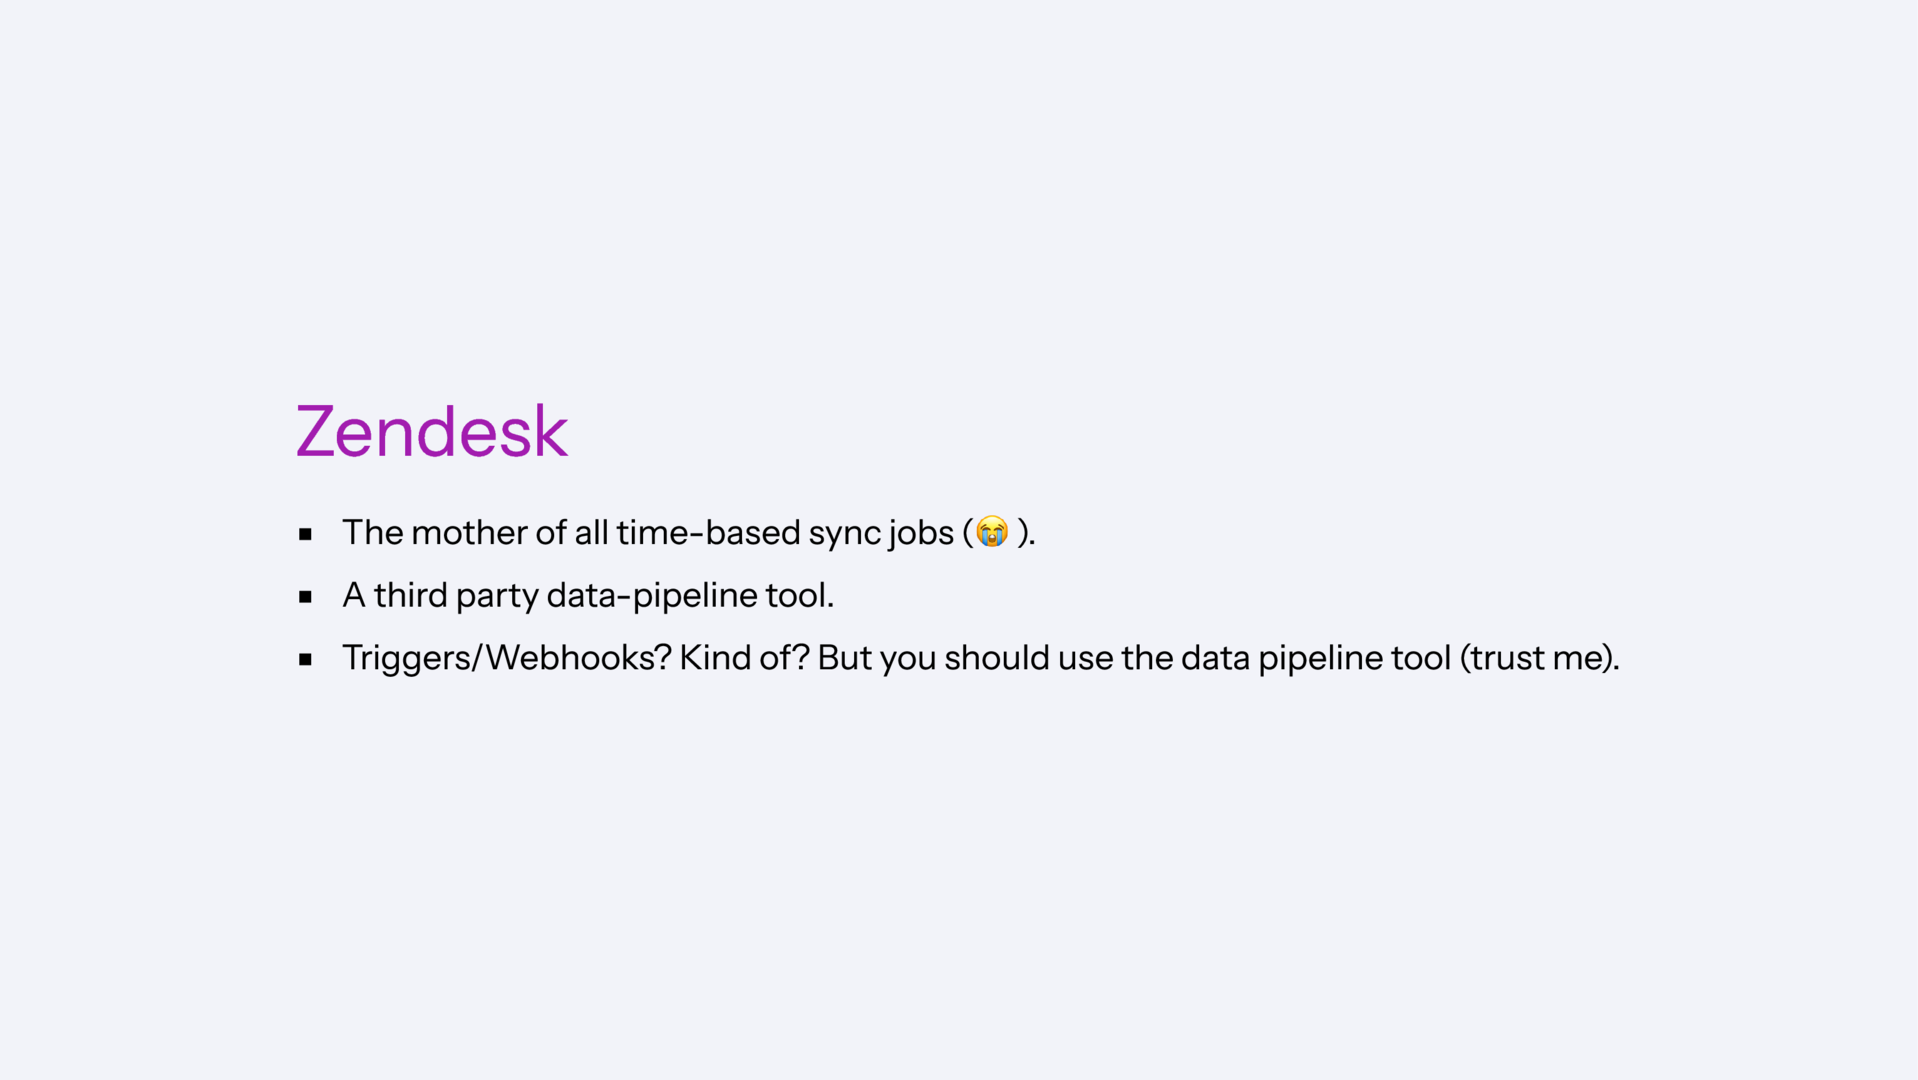 Zendesk
▪ The mother of all time-based sync jobs (😭 ).
▪ A third party data-pipeline tool.
▪ Triggers/Webhooks? Kind of? But you should use the data pipeline tool (trust me).